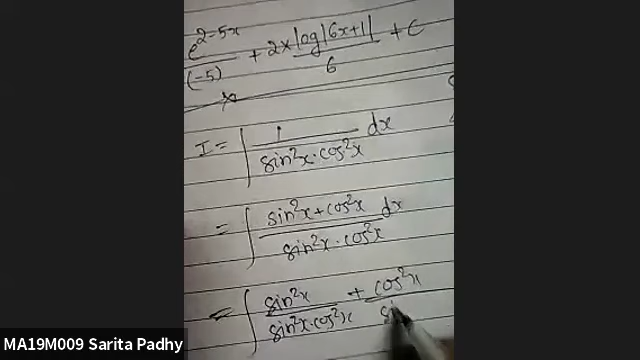 e^{2-5x}/(-5) + 2 × log|6x+1|/6 + C
I = ∫ 1/(sin²x·cos²x) dx
= ∫ (sin²x + cos²x)/(sin²x·cos²x) dx
= ∫ sin²x/(sin²x·cos²x) + cos²x/si
MA19M009 Sarita Padhy